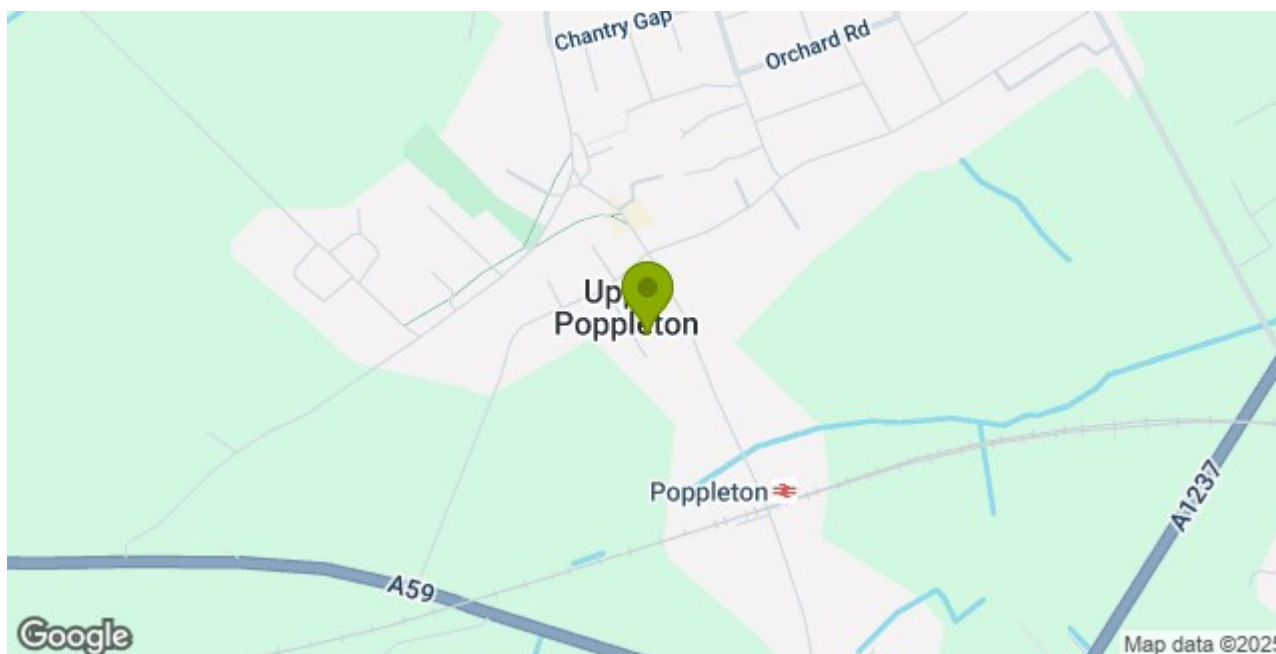 Chantry Gap
Orchard Rd
Upp
Poppleton
Poppleton
A1237
A59
Google
Map data ©2025